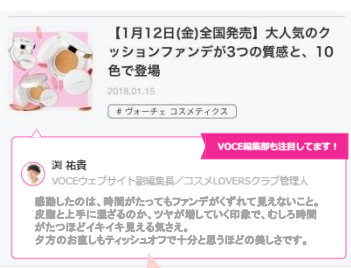 【1月12日(金)全国発売】大人気のク
ッションファンデが3つの質感と、10
色で登場
2018.01.15
# ヴォーチェ コスメティクス
VOCE編集部も注目してます！
渕 祐貴
VOCEウェブサイト副編集長／コスメLOVERSクラブ管理人
感動したのは、時間がたってもファンデがくずれて見えないこと。
皮脂と上手に混ざるのか、ツヤが増していく印象で、むしろ時間
がたつほどイキイキ見える気さえ。
夕方のお直しもティッシュオフで十分と思うほどの美しさです。